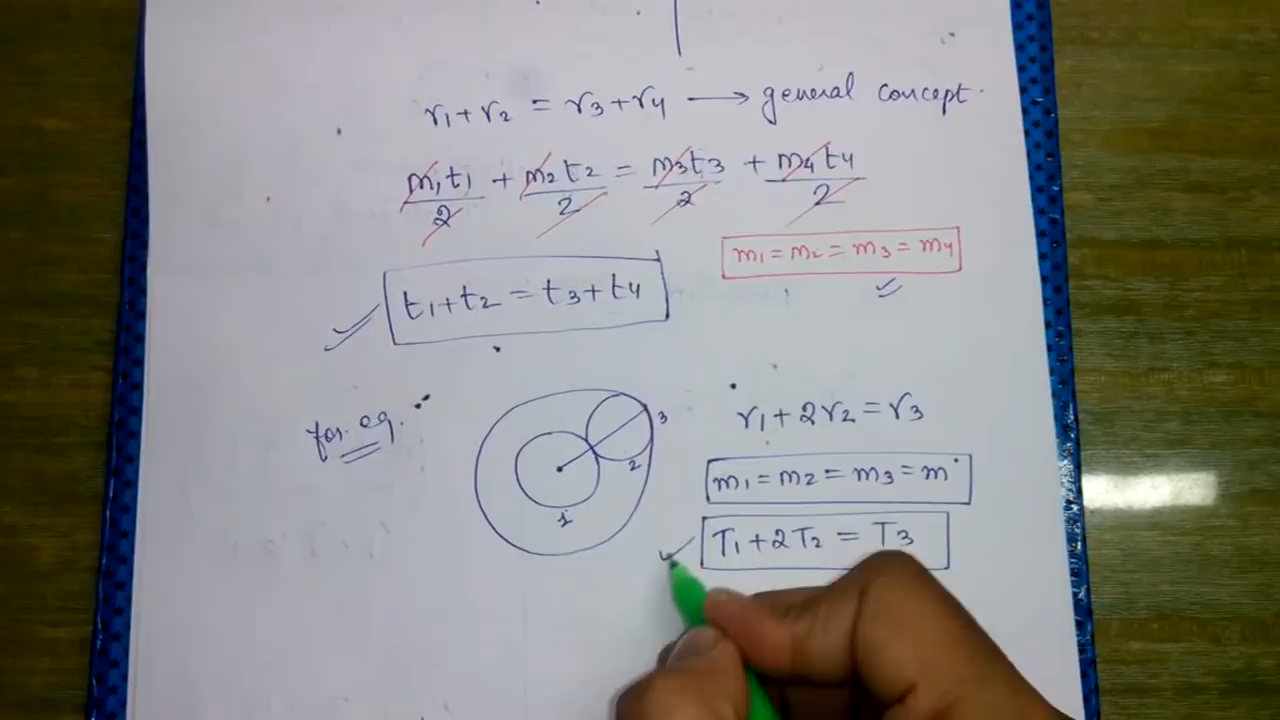 r1+r2 = r3+r4 → general concept.
m1t1/2 + m2t2/2 = m3t3/2 + m4t4/2
m1 = m2 = m3 = m4
t1+t2 = t3+t4
for. eg.
3
2
1
r1+2r2 = r3
m1 = m2 = m3 = m
T1+2T2 = T3